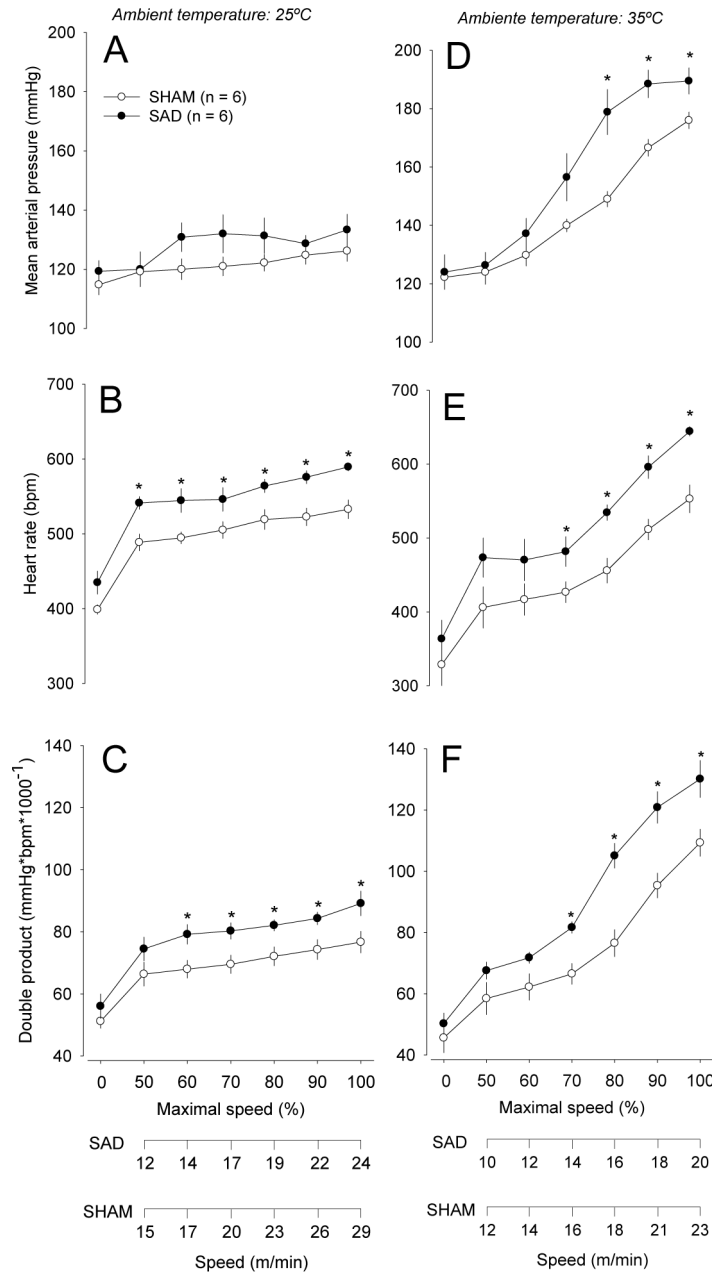 Ambient temperature: 25ºC
A
Mean arterial pressure (mmHg)
200
180
160
140
120
100
SHAM (n = 6)
SAD (n = 6)
B
Heart rate (bpm)
700
600
500
400
300
* * * * * *
C
Double product (mmHg*bpm*1000⁻¹)
140
120
100
80
60
40
* * * * *
0 50 60 70 80 90 100
Maximal speed (%)
SAD
12 14 17 19 22 24
SHAM
15 17 20 23 26 29
Speed (m/min)
Ambiente temperature: 35ºC
D
200
180
160
140
120
100
* * *
E
700
600
500
400
300
* * * *
F
140
120
100
80
60
40
* * * *
0 50 60 70 80 90 100
Maximal speed (%)
SAD
10 12 14 16 18 20
SHAM
12 14 16 18 21 23
Speed (m/min)